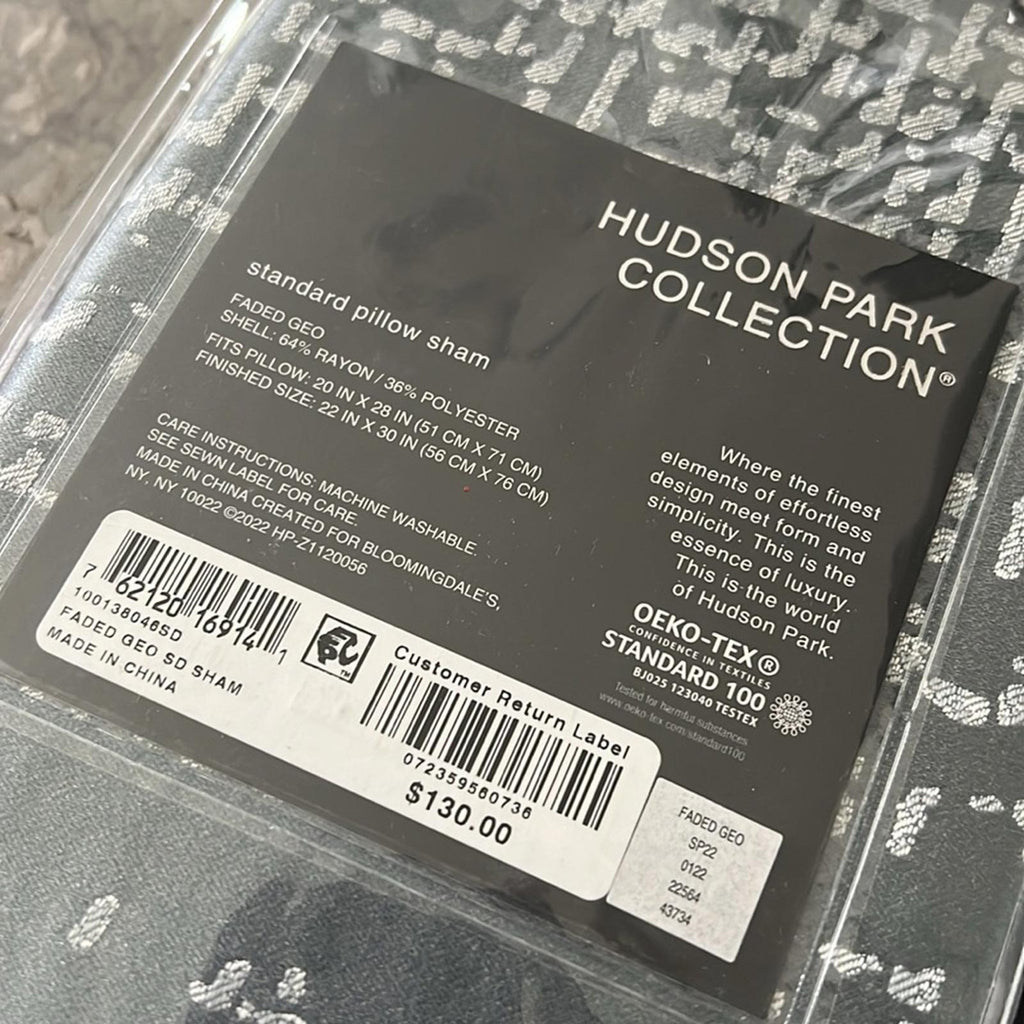 HUDSON PARK
COLLECTION®
standard pillow sham
FADED GEO
SHELL: 64% RAYON / 36% POLYESTER
FITS PILLOW: 20 IN X 28 IN (51 CM X 71 CM)
FINISHED SIZE: 22 IN X 30 IN (56 CM X 76 CM)
CARE INSTRUCTIONS: MACHINE WASHABLE.
SEE SEWN LABEL FOR CARE.
MADE IN CHINA CREATED FOR BLOOMINGDALE'S,
NY, NY 10022 ©2022 HP-Z1120056
Where the finest
elements of effortless
design meet form and
simplicity. This is the
essence of luxury.
This is the world
of Hudson Park.
OEKO-TEX®
CONFIDENCE IN TEXTILES
STANDARD 100
BJ025 123040 TESTEX
Tested for harmful substances
www.oeko-tex.com/standard100
7 62120 16914 1
100138046SD
FADED GEO SD SHAM
MADE IN CHINA
EPC™
Customer Return Label
072359560736
$130.00
FADED GEO
SP22
0122
22564
43734